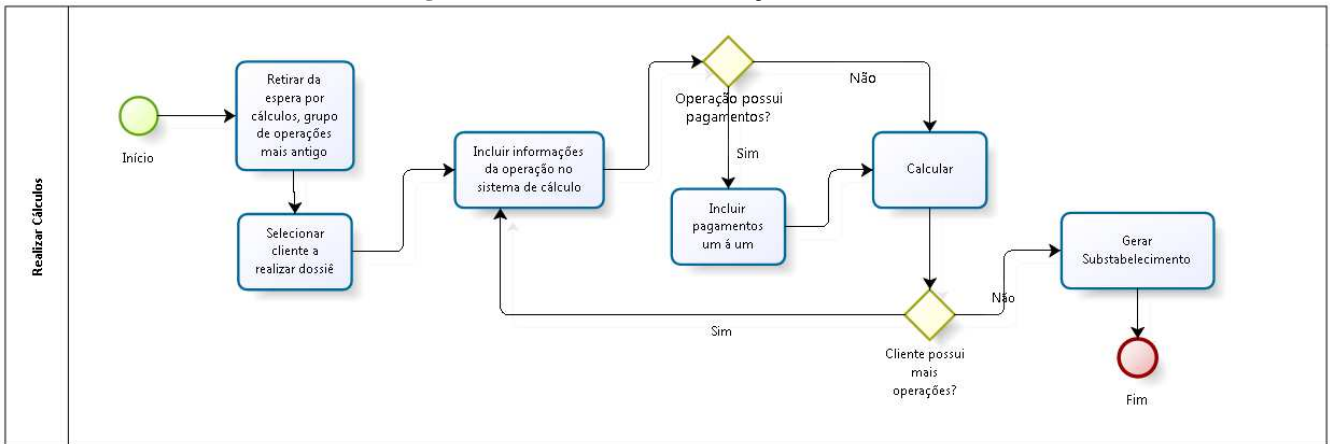 Realizar Cálculos
Início
Retirar da
espera por
cálculos, grupo
de operações
mais antigo
Selecionar
cliente a
realizar dossiê
Incluir informações
da operação no
sistema de cálculo
Operação possui
pagamentos?
Não
Sim
Incluir
pagamentos
um á um
Calcular
Cliente possui
mais
operações?
Sim
Não
Gerar
Substabelecimento
Fim